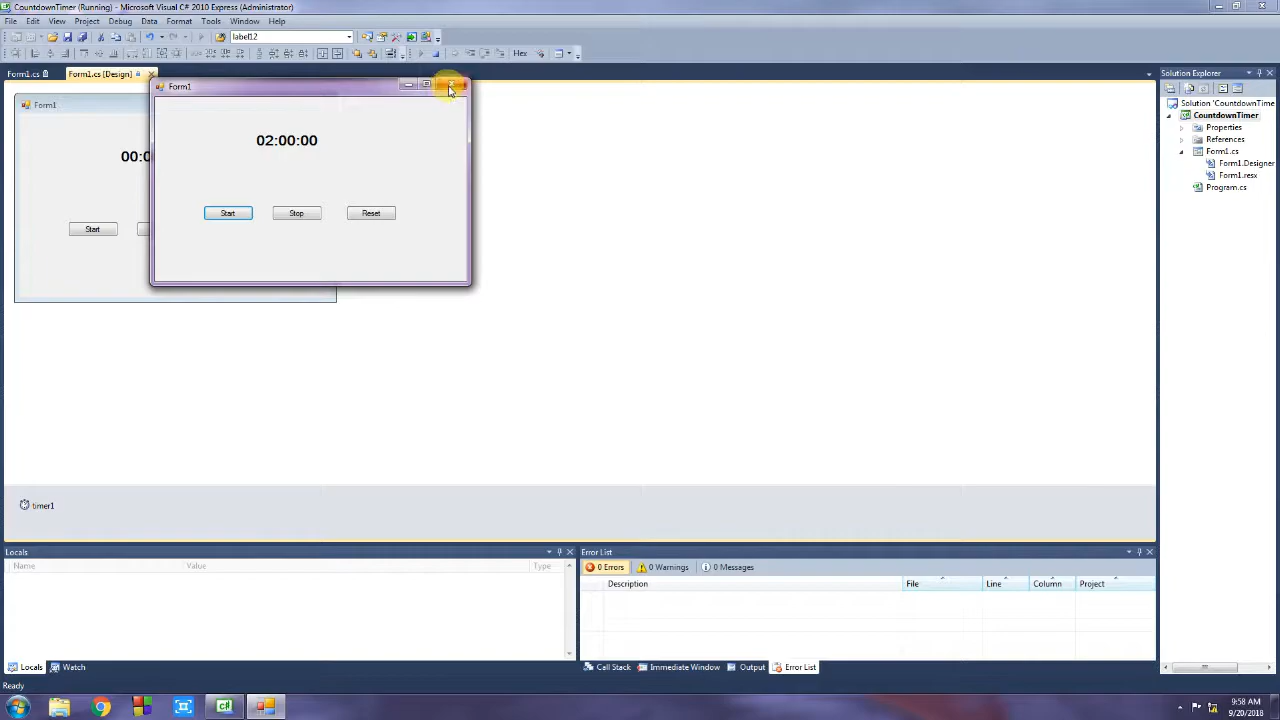 CountdownTimer (Running) - Microsoft Visual C# 2010 Express (Administrator)
File Edit View Project Debug Data Format Tools Window Help
label12
Hex
Form1.cs Form1.cs [Design]
Solution Explorer
Form1
Form1
Solution 'CountdownTime
CountdownTimer
Properties
References
Form1.cs
Form1.Designer
Form1.resx
Program.cs
02:00:00
00:0
Start Stop Reset
Start
timer1
Locals
Name Value Type
Error List
0 Errors 0 Warnings 0 Messages
Description File Line Column Project
Locals Watch
Call Stack Immediate Window Output Error List
Ready
9:58 AM
9/20/2018